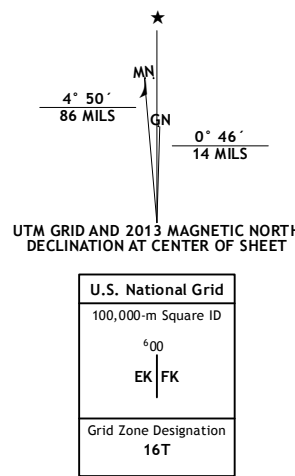 ★
MN
4° 50´
86 MILS
GN
0° 46´
14 MILS
UTM GRID AND 2013 MAGNETIC NORTH
DECLINATION AT CENTER OF SHEET
U.S. National Grid
100,000-m Square ID
⁶00
EK FK
Grid Zone Designation
16T